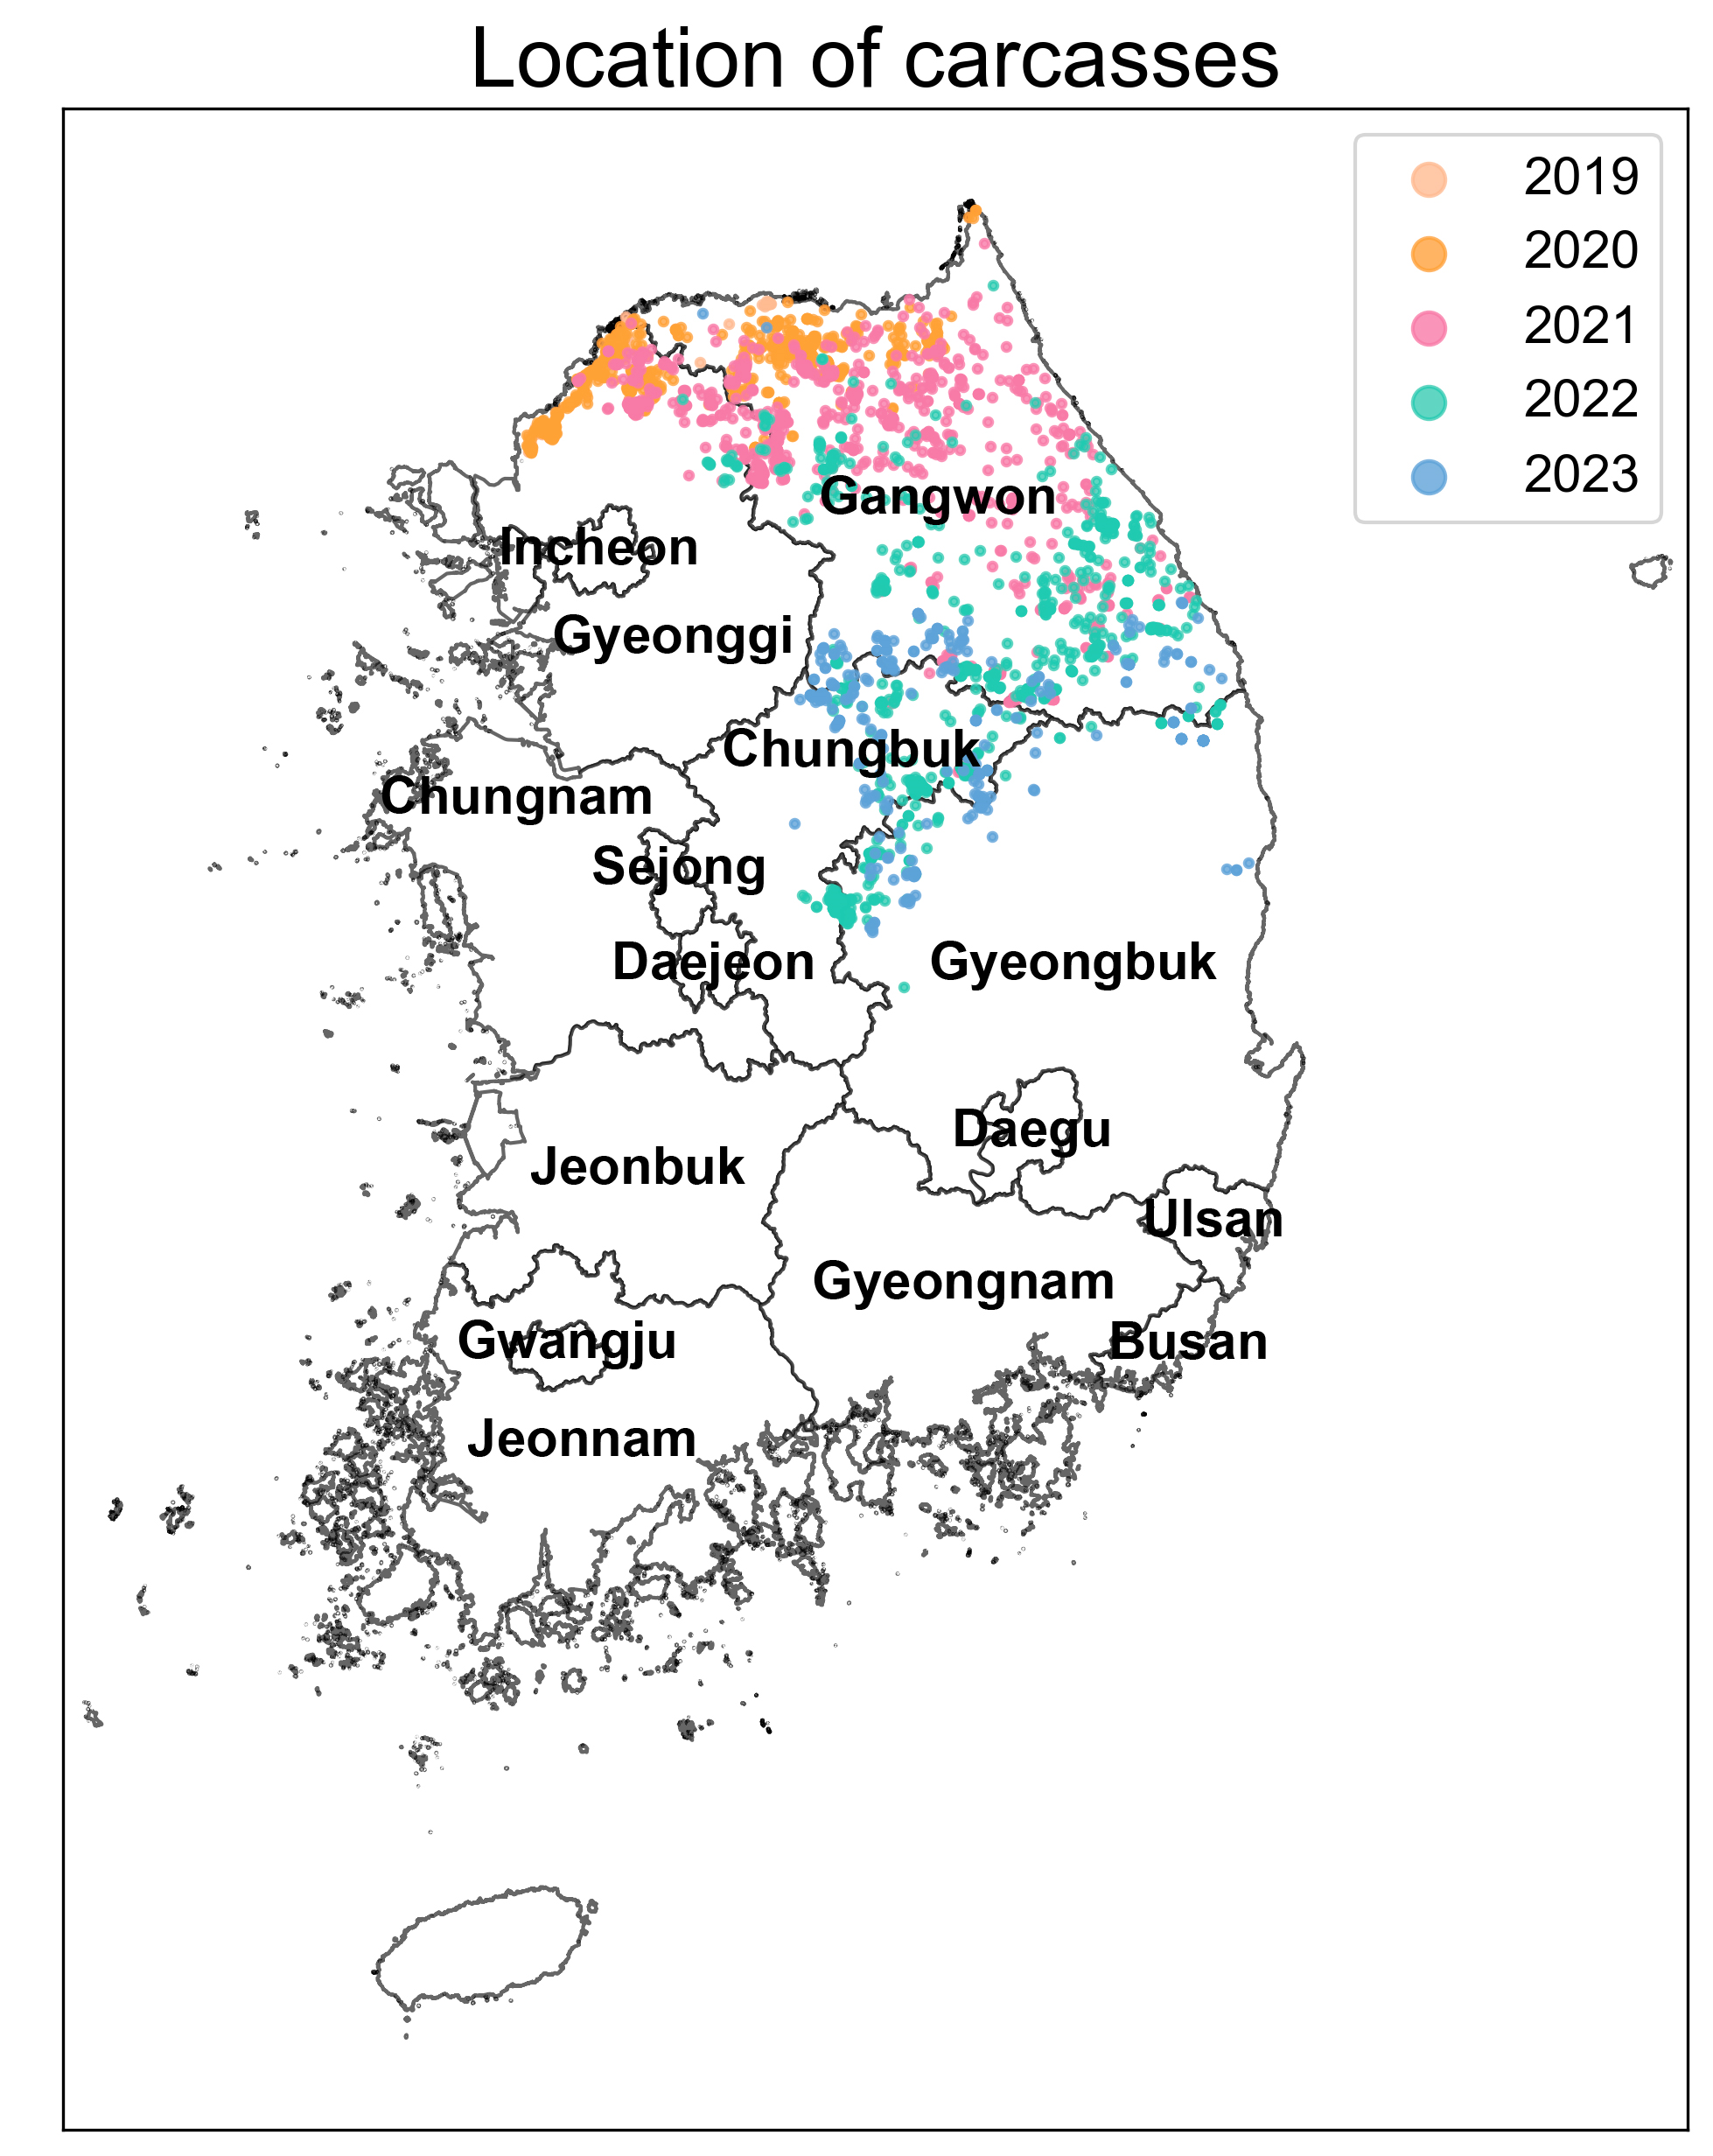 Location of carcasses
2019
2020
2021
2022
2023
Gangwon
Incheon
Gyeonggi
Chungbuk
Chungnam
Sejong
Daejeon
Gyeongbuk
Daegu
Jeonbuk
Ulsan
Gyeongnam
Gwangju
Busan
Jeonnam